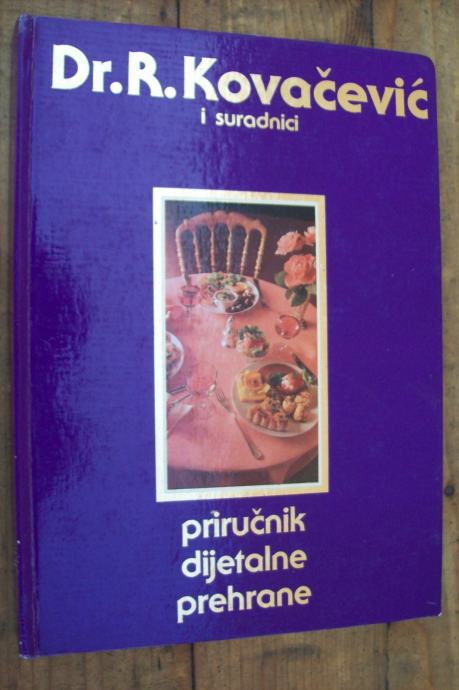 Dr. R. Kovačević
i suradnici
priručnik
dijetalne
prehrane